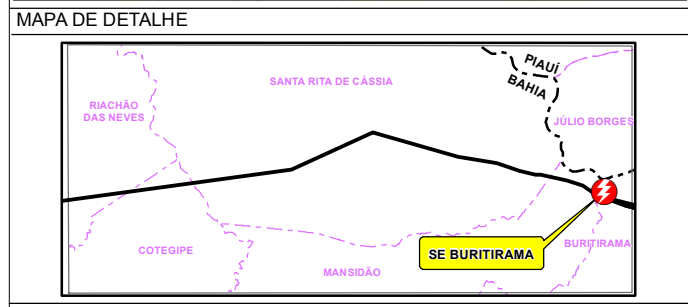 MAPA DE DETALHE
PIAUÍ
BAHIA
SANTA RITA DE CÁSSIA
RIACHÃO
DAS NEVES
JÚLIO BORGES
COTEGIPE
MANSIDÃO
SE BURITIRAMA
BURITIRAMA